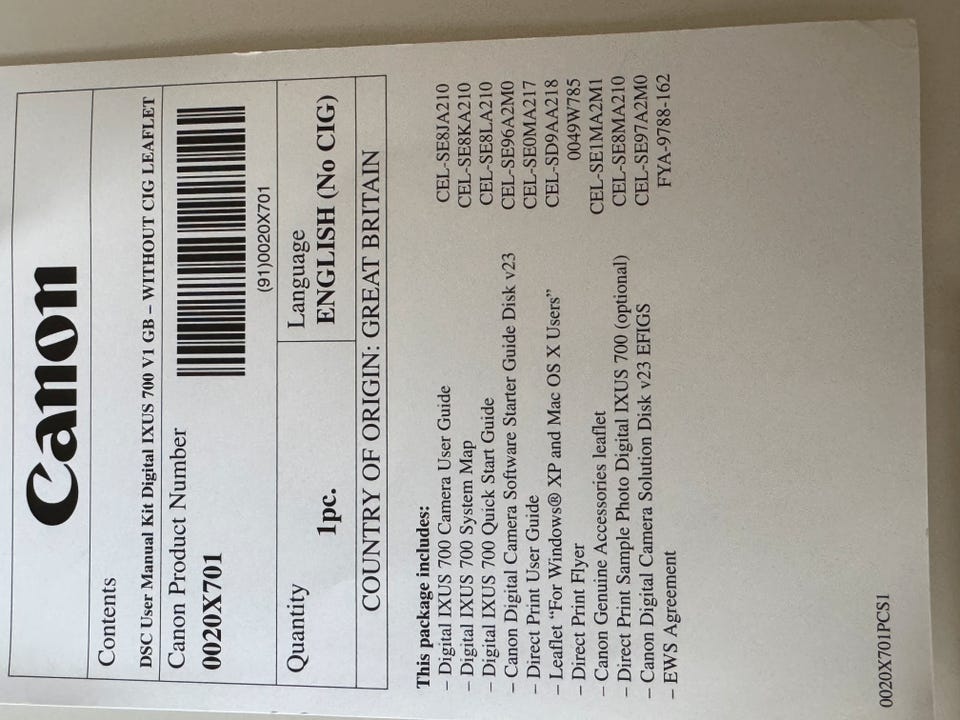 Canon
Contents
DSC User Manual Kit Digital IXUS 700 V1 GB – WITHOUT CIG LEAFLET
Canon Product Number
0020X701
(91)0020X701
Quantity
1pc.
Language
ENGLISH (No CIG)
COUNTRY OF ORIGIN: GREAT BRITAIN
This package includes:
– Digital IXUS 700 Camera User Guide CEL-SE8JA210
– Digital IXUS 700 System Map CEL-SE8KA210
– Digital IXUS 700 Quick Start Guide CEL-SE8LA210
– Canon Digital Camera Software Starter Guide Disk v23 CEL-SE96A2M0
– Direct Print User Guide CEL-SE0MA217
– Leaflet “For Windows® XP and Mac OS X Users” CEL-SD9AA218
– Direct Print Flyer 0049W785
– Canon Genuine Accessories leaflet CEL-SE1MA2M1
– Direct Print Sample Photo Digital IXUS 700 (optional) CEL-SE8MA210
– Canon Digital Camera Solution Disk v23 EFIGS CEL-SE97A2M0
– EWS Agreement FYA-9788-162
0020X701PCS1